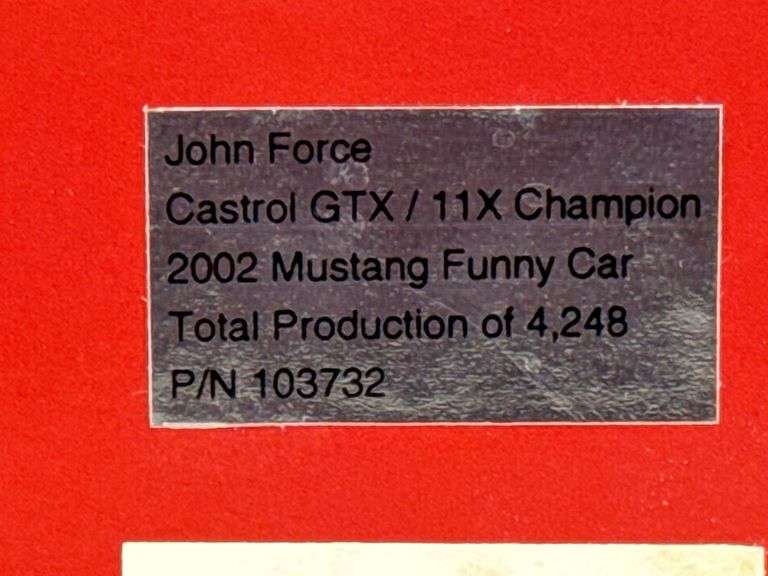 John Force
Castrol GTX / 11X Champion
2002 Mustang Funny Car
Total Production of 4,248
P/N 103732